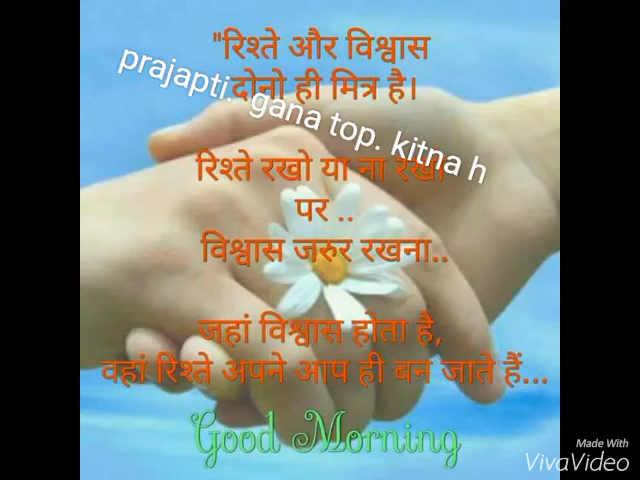 "रिश्ते और विश्वास
दोनो ही मित्र है।
prajapti. gana top. kitna h
रिश्ते रखो या ना रखो
पर ..
विश्वास जरुर रखना..
जहां विश्वास होता है,
वहां रिश्ते अपने आप ही बन जाते हैं...
Good Morning
Made With
VivaVideo